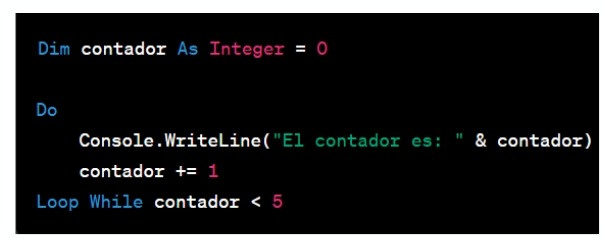 Dim contador As Integer = 0
Do
Console.WriteLine("El contador es: " & contador)
contador += 1
Loop While contador < 5